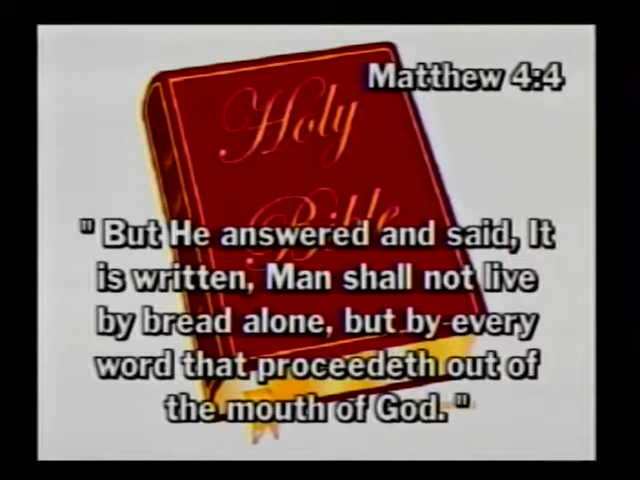 Matthew 4:4
Holy
Bible
" But He answered and said, It
is written, Man shall not live
by bread alone, but by every
word that proceedeth out of
the mouth of God. "